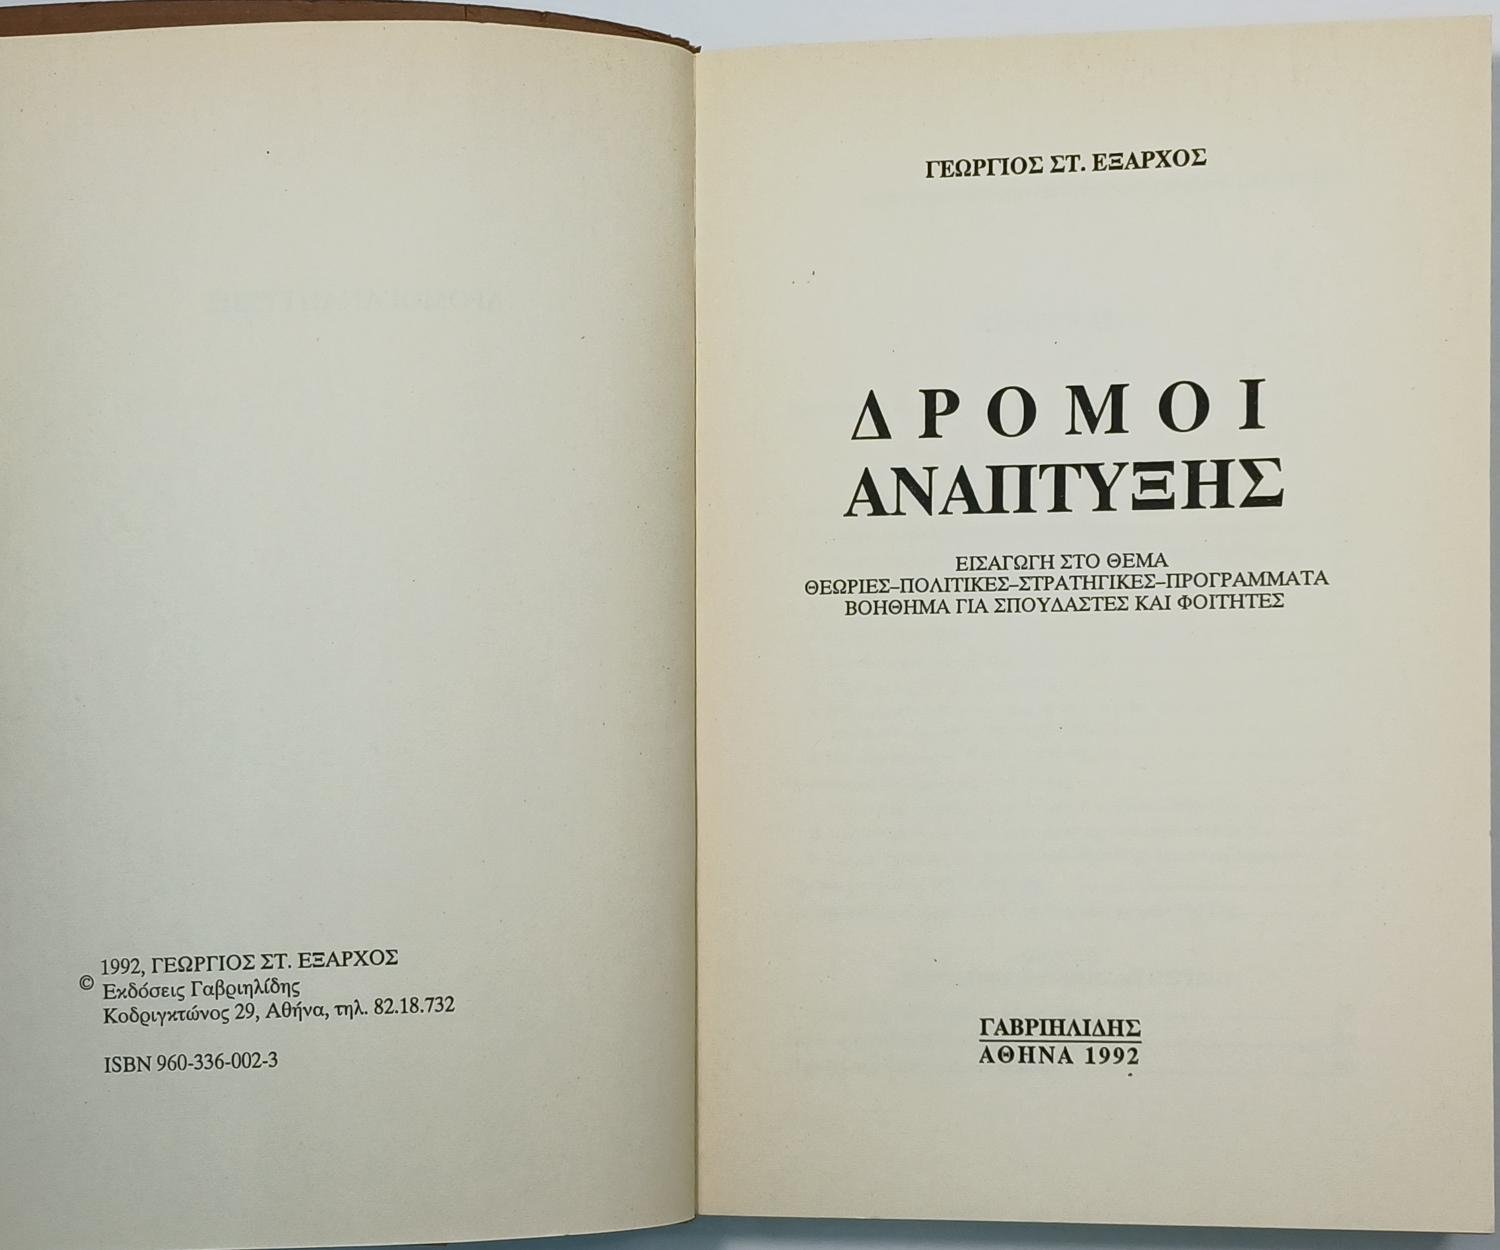 1992, ΓΕΩΡΓΙΟΣ ΣΤ. ΕΞΑΡΧΟΣ
© Εκδόσεις Γαβριηλίδης
Κοδριγκτώνος 29, Αθήνα, τηλ. 82.18.732
ISBN 960-336-002-3
ΓΕΩΡΓΙΟΣ ΣΤ. ΕΞΑΡΧΟΣ
ΔΡΟΜΟΙ
ΑΝΑΠΤΥΞΗΣ
ΕΙΣΑΓΩΓΗ ΣΤΟ ΘΕΜΑ
ΘΕΩΡΙΕΣ–ΠΟΛΙΤΙΚΕΣ–ΣΤΡΑΤΗΓΙΚΕΣ–ΠΡΟΓΡΑΜΜΑΤΑ
ΒΟΗΘΗΜΑ ΓΙΑ ΣΠΟΥΔΑΣΤΕΣ ΚΑΙ ΦΟΙΤΗΤΕΣ
ΓΑΒΡΙΗΛΙΔΗΣ
ΑΘΗΝΑ 1992